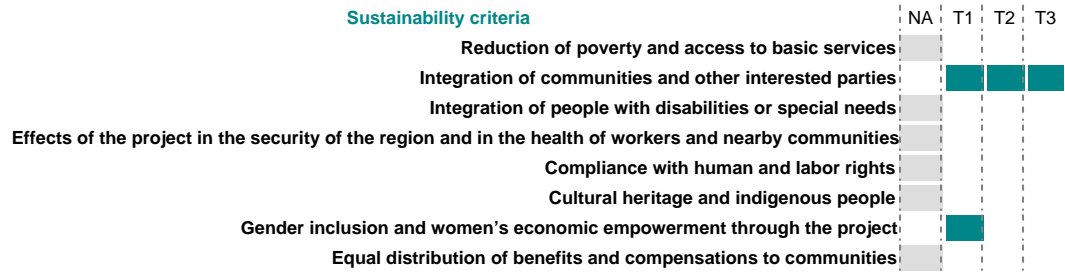 Sustainability criteria NA T1 T2 T3
Reduction of poverty and access to basic services
Integration of communities and other interested parties
Integration of people with disabilities or special needs
Effects of the project in the security of the region and in the health of workers and nearby communities
Compliance with human and labor rights
Cultural heritage and indigenous people
Gender inclusion and women’s economic empowerment through the project
Equal distribution of benefits and compensations to communities